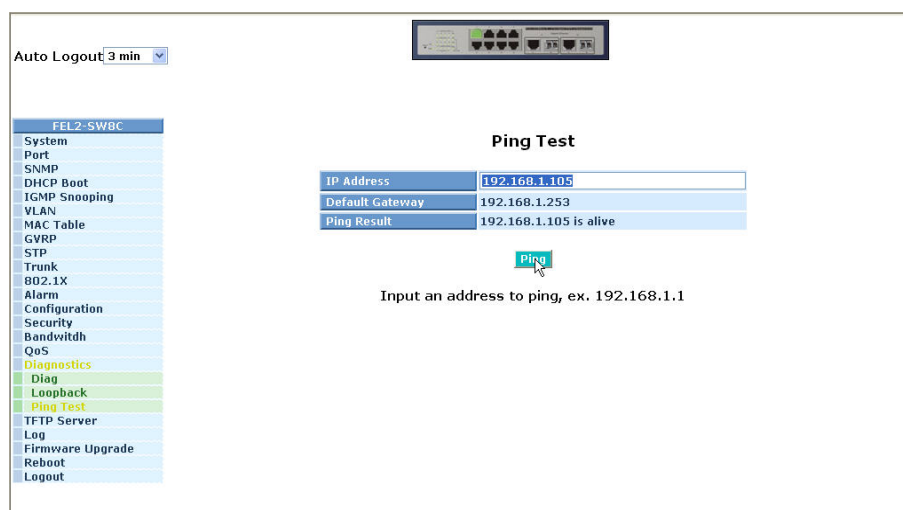 Auto Logout 3 min
FEL2-SW8C
System
Port
SNMP
DHCP Boot
IGMP Snooping
VLAN
MAC Table
GVRP
STP
Trunk
802.1X
Alarm
Configuration
Security
Bandwitdh
QoS
Diagnostics
Diag
Loopback
Ping Test
TFTP Server
Log
Firmware Upgrade
Reboot
Logout
Ping Test
IP Address 192.168.1.105
Default Gateway 192.168.1.253
Ping Result 192.168.1.105 is alive
Ping
Input an address to ping, ex. 192.168.1.1